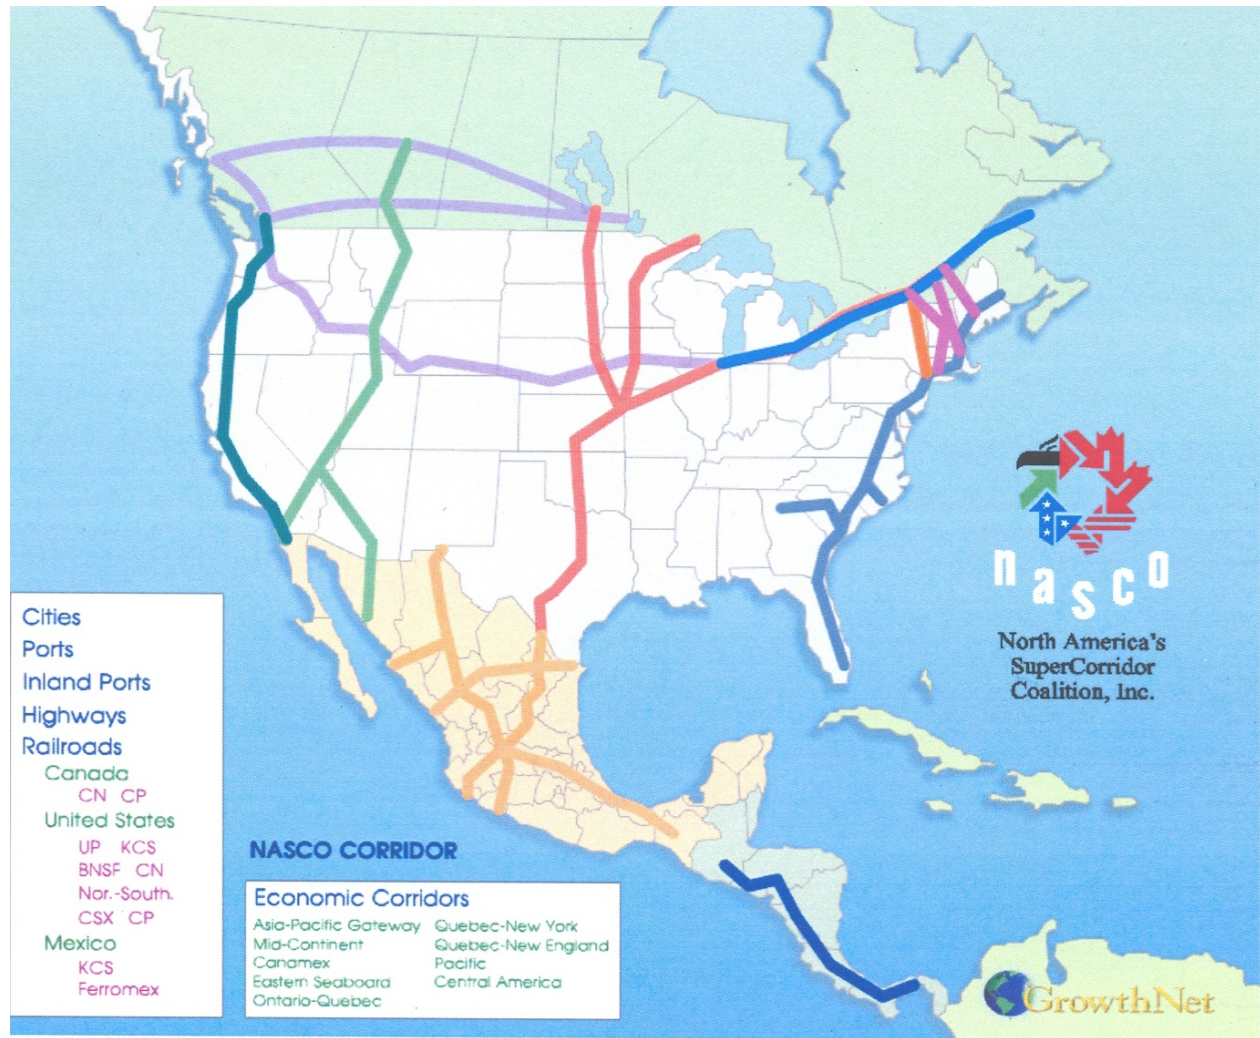 nasco
North America's
SuperCorridor
Coalition, Inc.
Cities
Ports
Inland Ports
Highways
Railroads
Canada
CN CP
United States
UP KCS
BNSF CN
Nor.-South.
CSX CP
Mexico
KCS
Ferromex
NASCO CORRIDOR
Economic Corridors
Asia-Pacific Gateway
Mid-Continent
Canamex
Eastern Seaboard
Ontario-Quebec
Quebec-New York
Quebec-New England
Pacific
Central America
GrowthNet